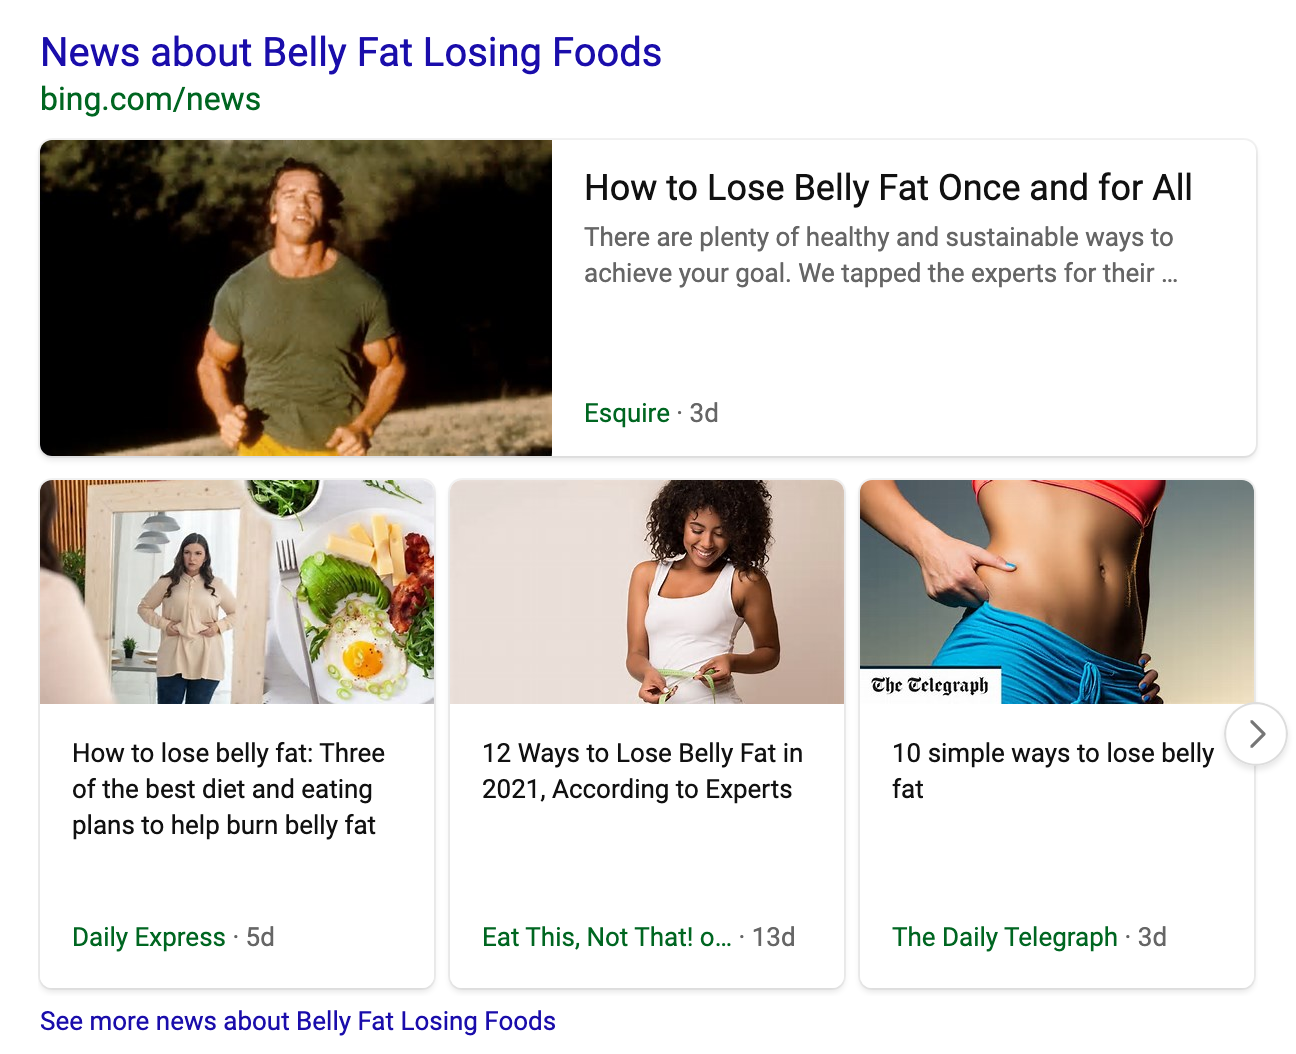 News about Belly Fat Losing Foods
bing.com/news
How to Lose Belly Fat Once and for All
There are plenty of healthy and sustainable ways to
achieve your goal. We tapped the experts for their ...
Esquire · 3d
How to lose belly fat: Three
of the best diet and eating
plans to help burn belly fat
Daily Express · 5d
12 Ways to Lose Belly Fat in
2021, According to Experts
Eat This, Not That! o... · 13d
The Telegraph
10 simple ways to lose belly
fat
The Daily Telegraph · 3d
See more news about Belly Fat Losing Foods